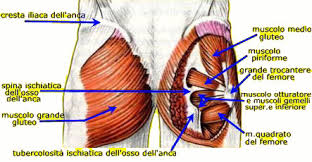 cresta iliaca dell'anca
muscolo medio
gluteo
muscolo
piriforme
grande trocantere
del femore
spina ischiatica
dell'osso
dell'anca
muscolo otturatore
e muscoli gemelli
super.e inferiore
muscolo grande
gluteo
m.quadrato
del femore
tubercolosità ischiatica dell'osso dell'anca